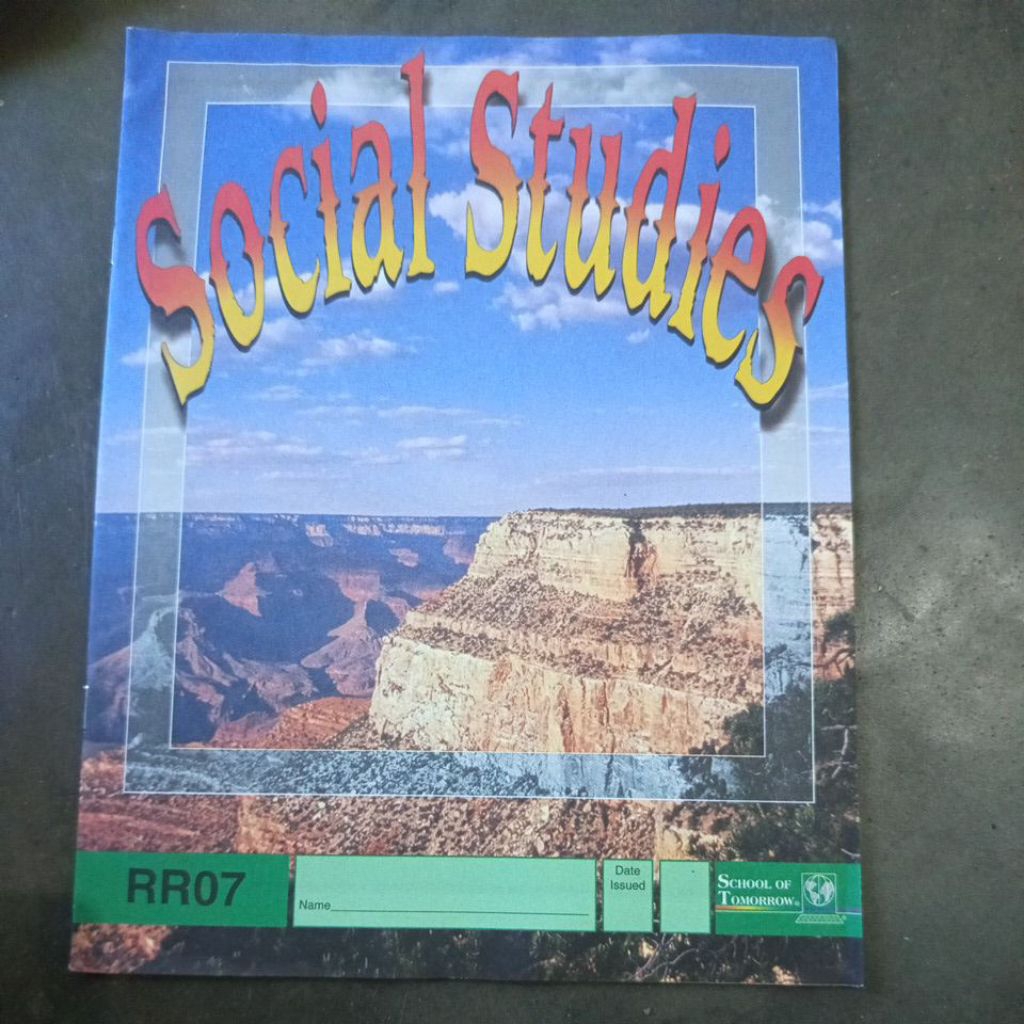 Social Studies
RR07
Name
Date
Issued
SCHOOL OF
TOMORROW®